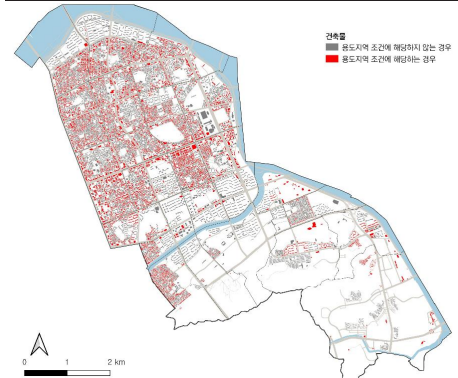 건축물
용도지역 조건에 해당하지 않는 경우
용도지역 조건에 해당하는 경우
0 1 2 km